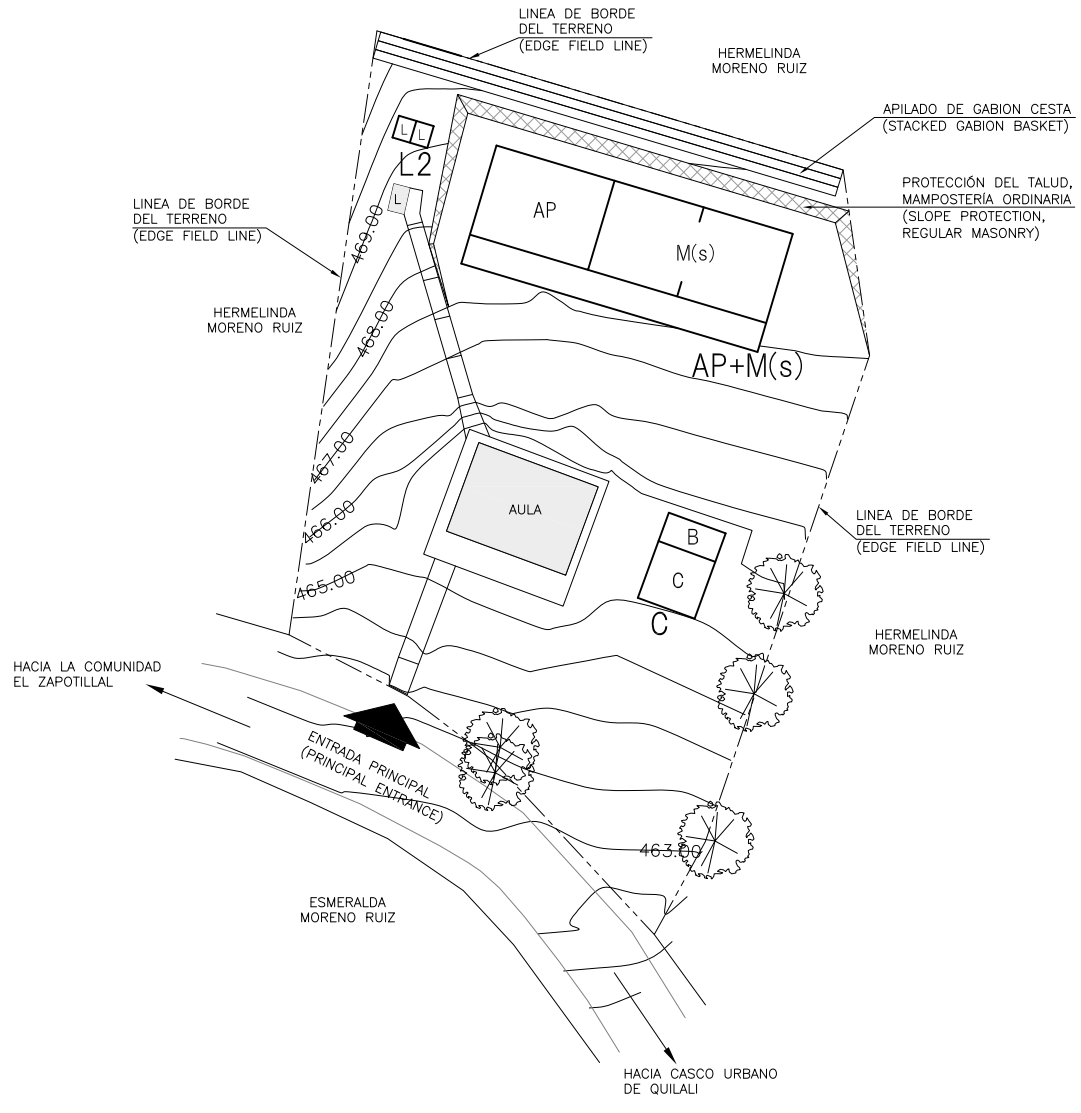 LINEA DE BORDE
DEL TERRENO
(EDGE FIELD LINE)
HERMELINDA
MORENO RUIZ
APILADO DE GABION CESTA
(STACKED GABION BASKET)
L L
L2
PROTECCIÓN DEL TALUD,
MAMPOSTERÍA ORDINARIA
(SLOPE PROTECTION,
REGULAR MASONRY)
LINEA DE BORDE
DEL TERRENO
(EDGE FIELD LINE)
L
AP
M(s)
469.00
HERMELINDA
MORENO RUIZ
468.00
AP+M(s)
467.00
466.00
AULA
B
C
C
LINEA DE BORDE
DEL TERRENO
(EDGE FIELD LINE)
465.00
HERMELINDA
MORENO RUIZ
HACIA LA COMUNIDAD
EL ZAPOTILLAL
ENTRADA PRINCIPAL
(PRINCIPAL ENTRANCE)
463.00
ESMERALDA
MORENO RUIZ
HACIA CASCO URBANO
DE QUILALI